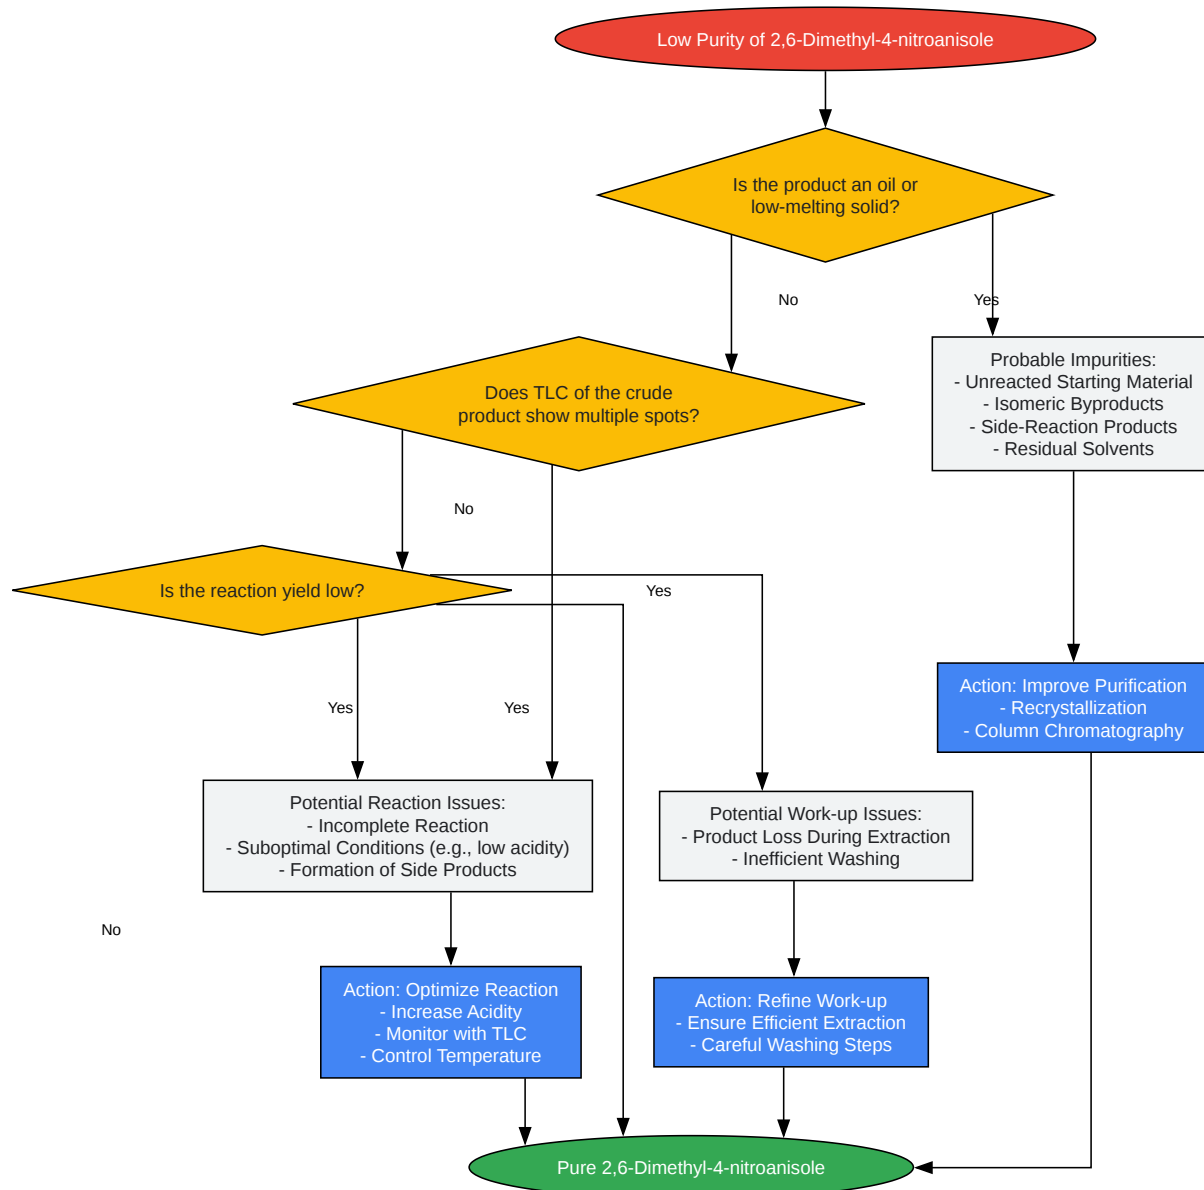 Low Purity of 2,6-Dimethyl-4-nitroanisole
Is the product an oil or
low-melting solid?
No
Yes
Does TLC of the crude
product show multiple spots?
Probable Impurities:
- Unreacted Starting Material
- Isomeric Byproducts
- Side-Reaction Products
- Residual Solvents
No
Is the reaction yield low?
Yes
Yes
Yes
Action: Improve Purification
- Recrystallization
- Column Chromatography
Potential Reaction Issues:
- Incomplete Reaction
- Suboptimal Conditions (e.g., low acidity)
- Formation of Side Products
Potential Work-up Issues:
- Product Loss During Extraction
- Inefficient Washing
No
Action: Optimize Reaction
- Increase Acidity
- Monitor with TLC
- Control Temperature
Action: Refine Work-up
- Ensure Efficient Extraction
- Careful Washing Steps
Pure 2,6-Dimethyl-4-nitroanisole